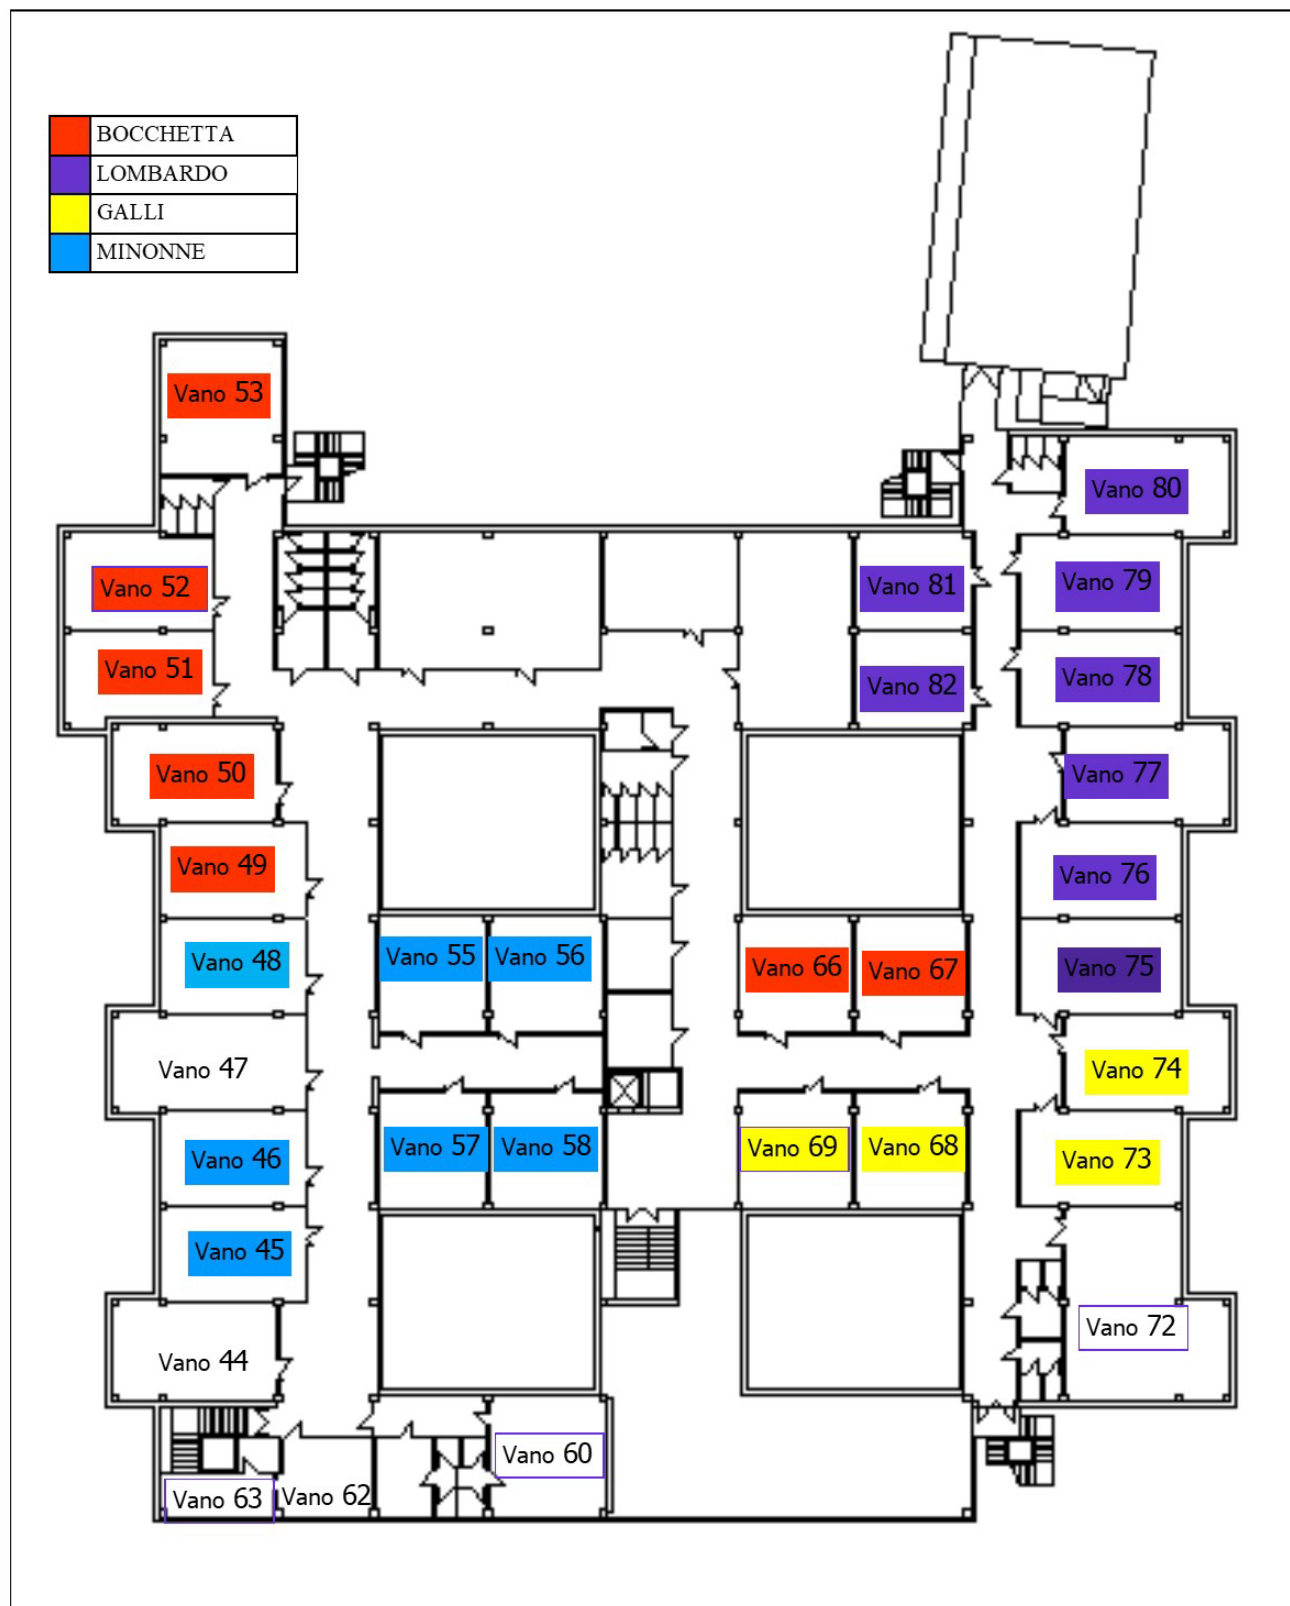 BOCCHETTA
LOMBARDO
GALLI
MINONNE
Vano 53
Vano 80
Vano 52
Vano 81
Vano 79
Vano 51
Vano 82
Vano 78
Vano 50
Vano 77
Vano 49
Vano 76
Vano 48
Vano 55
Vano 56
Vano 66
Vano 67
Vano 75
Vano 47
Vano 74
Vano 46
Vano 57
Vano 58
Vano 69
Vano 68
Vano 73
Vano 45
Vano 44
Vano 72
Vano 60
Vano 63
Vano 62